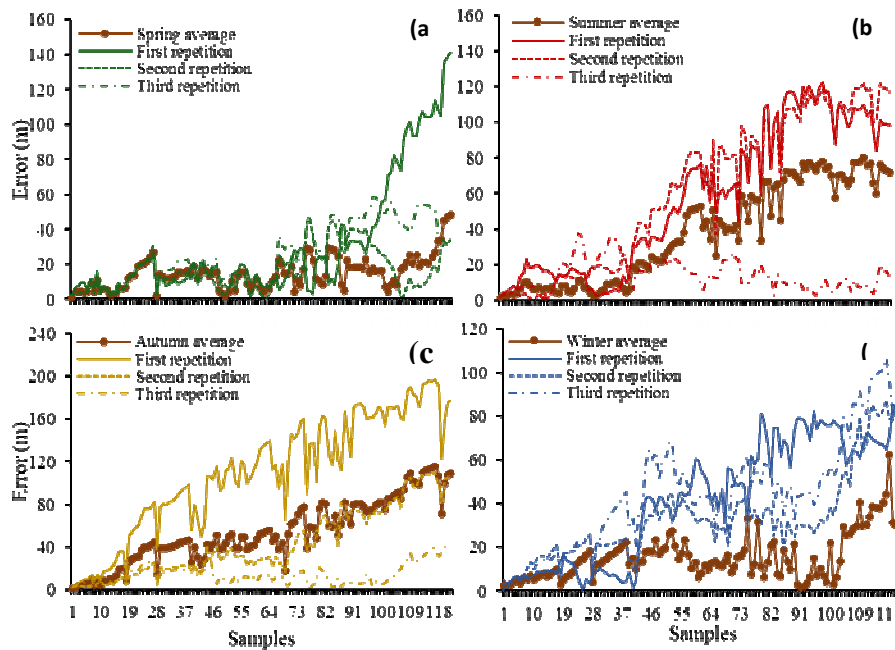 160
140
120
100
80
60
40
20
0
Error (m)
(a
Spring average
First repetition
Second repetition
Third repetition
160
140
120
100
80
60
40
20
0
(b
Summer average
First repetition
Second repetition
Third repetition
240
200
160
120
80
40
0
Error (m)
(c
Autumn average
First repetition
Second repetition
Third repetition
1 10 19 28 37 46 55 64 73 82 91 100 109 118
Samples
120
100
80
60
40
20
0
(
Winter average
First repetition
Second repetition
Third repetition
1 10 19 28 37 46 55 64 73 82 91 100 109 11
Samples